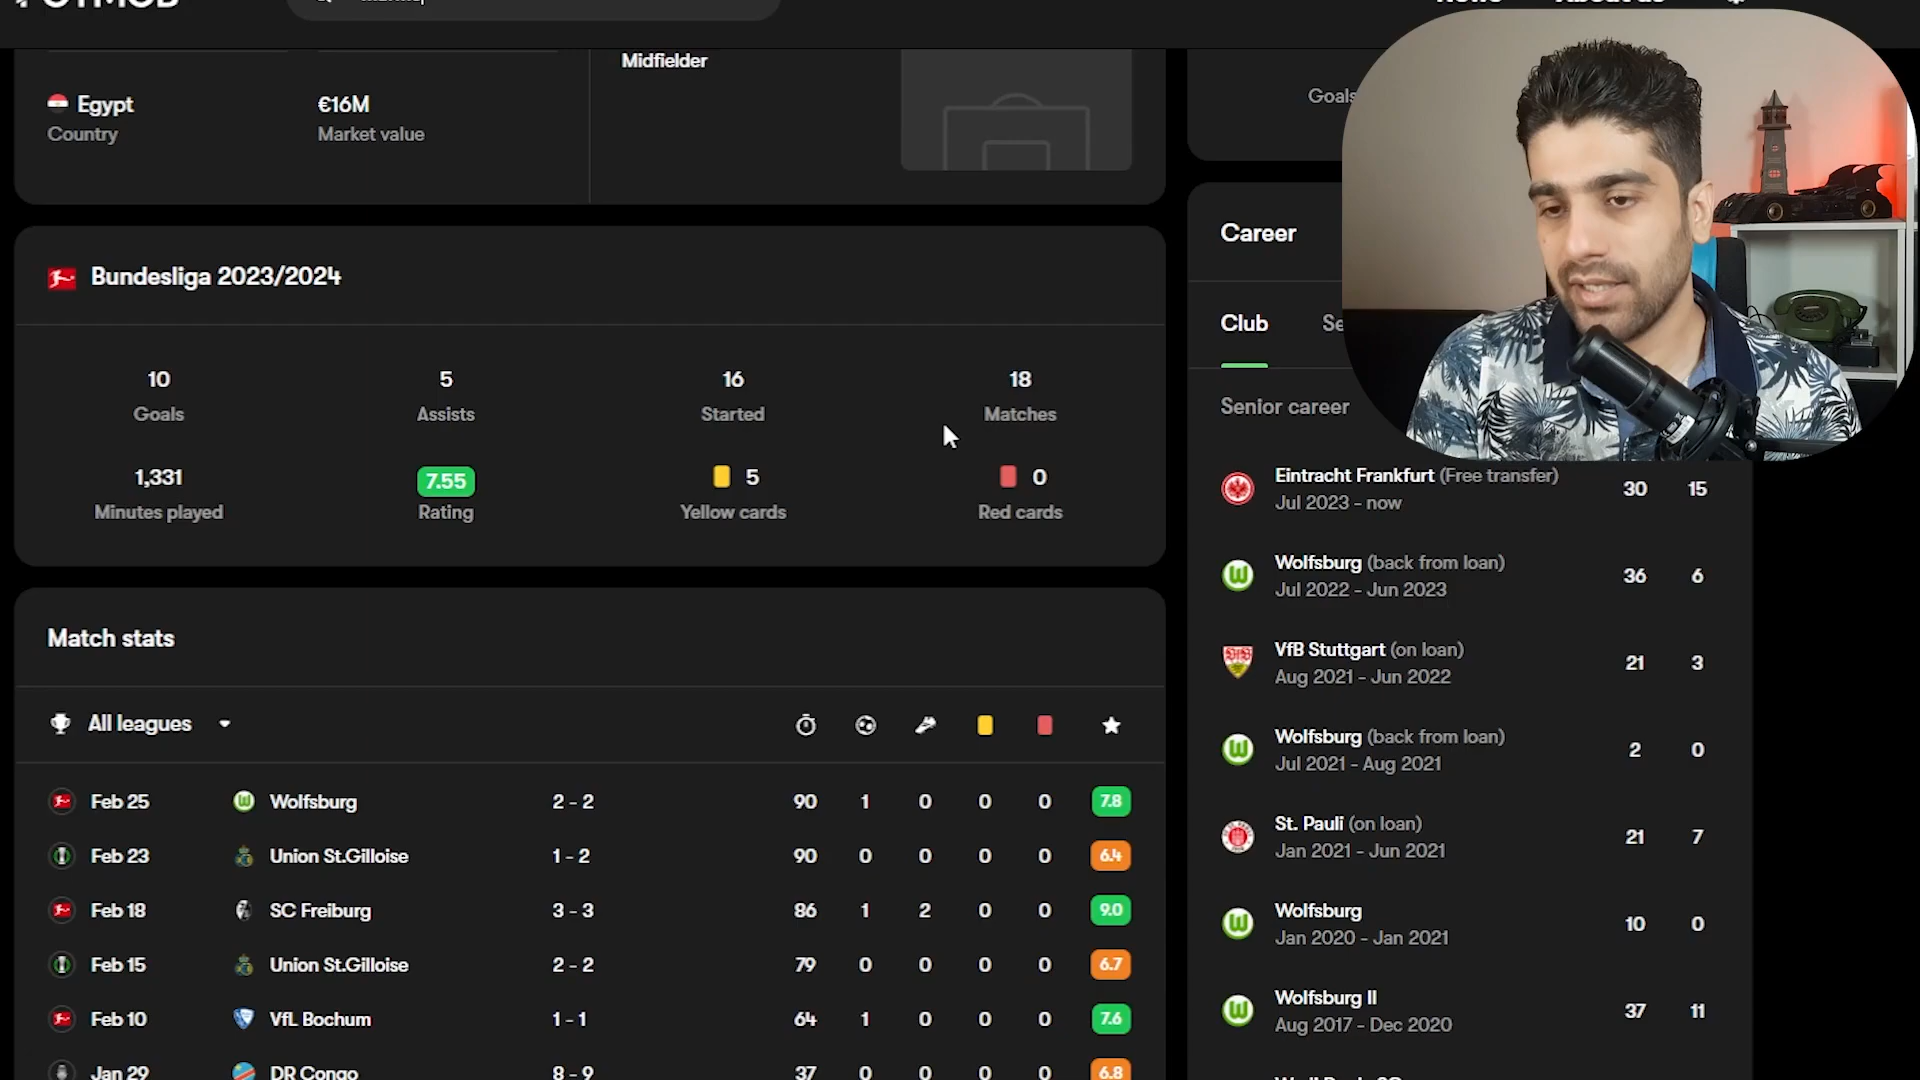 Midfielder
Egypt
€16M
Country
Market value
Goals
Bundesliga 2023/2024
10
5
16
18
Goals
Assists
Started
Matches
1,331
7.55
5
0
Minutes played
Rating
Yellow cards
Red cards
Match stats
All leagues
Feb 25 Wolfsburg 2 - 2 90 1 0 0 0 7.8
Feb 23 Union St.Gilloise 1 - 2 90 0 0 0 0 6.4
Feb 18 SC Freiburg 3 - 3 86 1 2 0 0 9.0
Feb 15 Union St.Gilloise 2 - 2 79 0 0 0 0 6.7
Feb 10 VfL Bochum 1 - 1 64 1 0 0 0 7.6
Jan 29 DR Congo 8 - 9 37 0 0 0 0 6.8
Career
Club
Se
Senior career
Eintracht Frankfurt (Free transfer) 30 15
Jul 2023 - now
Wolfsburg (back from loan) 36 6
Jul 2022 - Jun 2023
VfB Stuttgart (on loan) 21 3
Aug 2021 - Jun 2022
Wolfsburg (back from loan) 2 0
Jul 2021 - Aug 2021
St. Pauli (on loan) 21 7
Jan 2021 - Jun 2021
Wolfsburg 10 0
Jan 2020 - Jan 2021
Wolfsburg II 37 11
Aug 2017 - Dec 2020